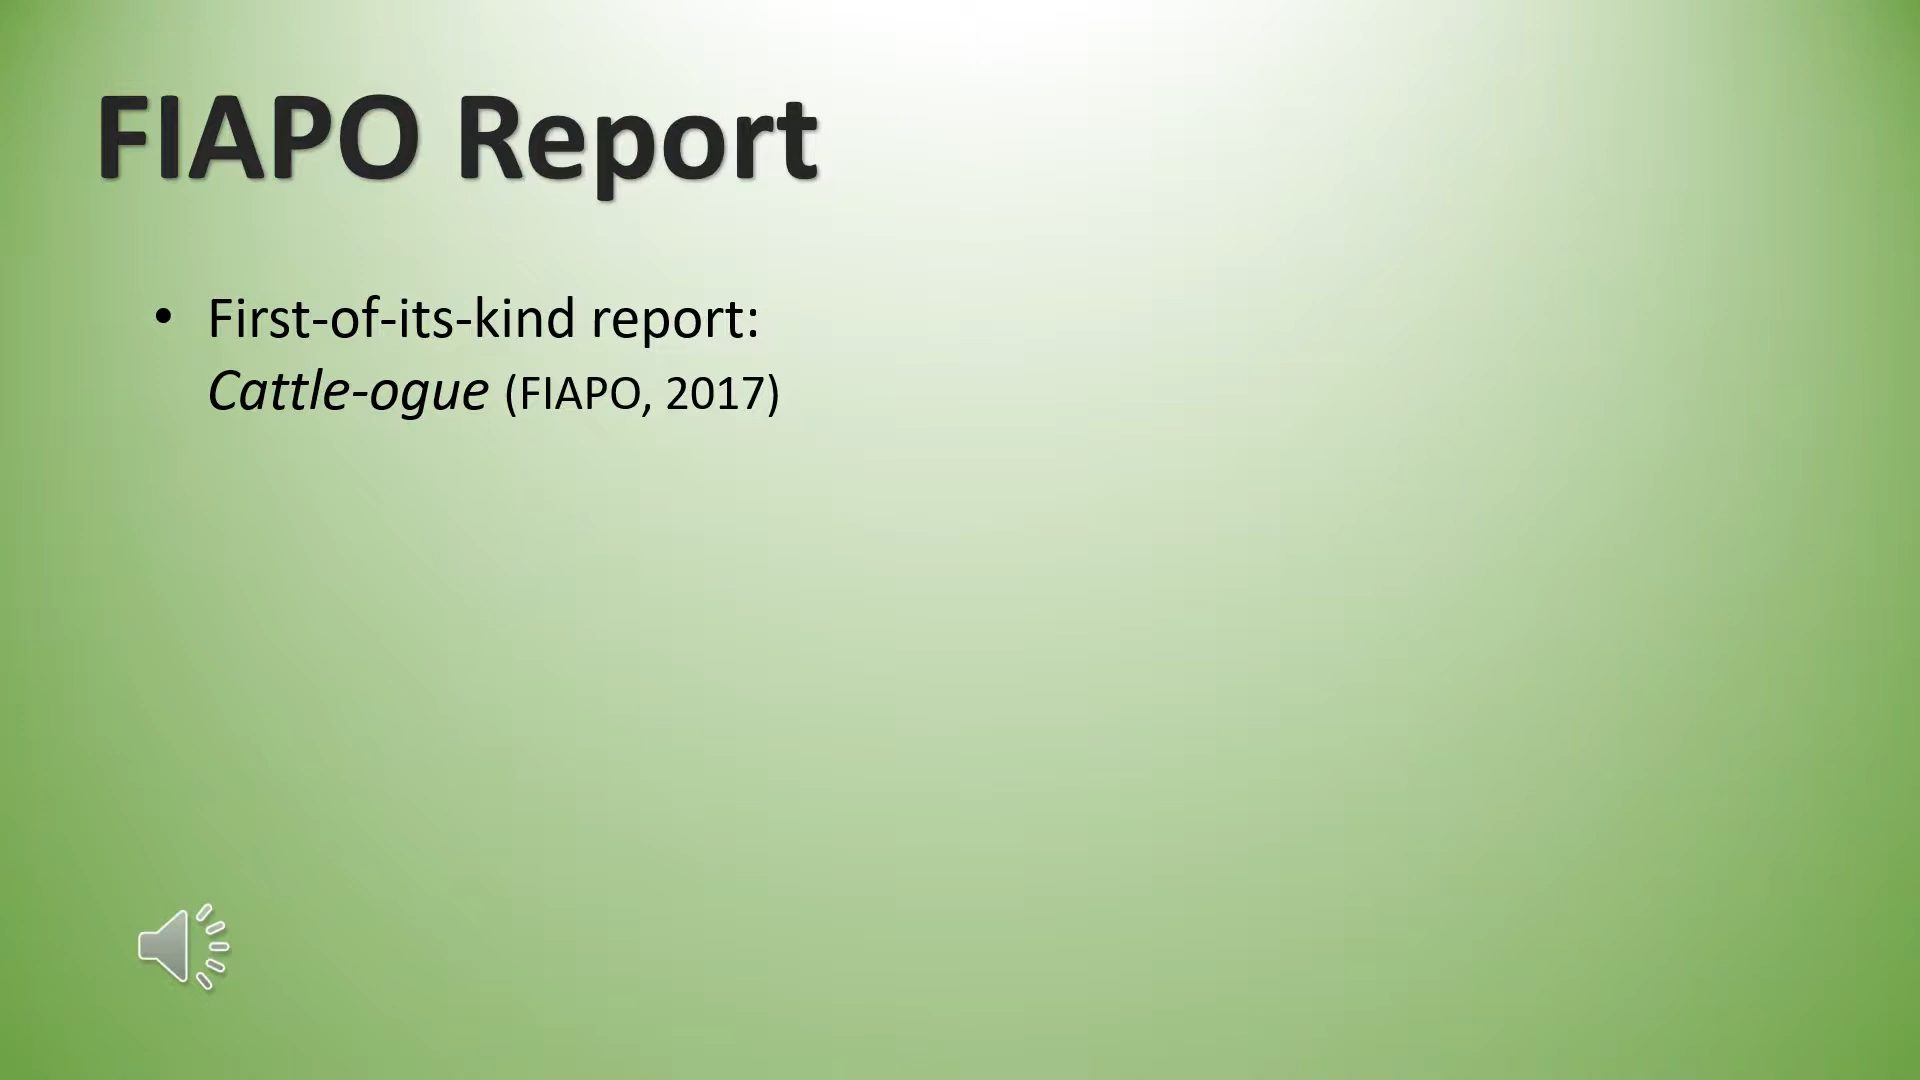 FIAPO Report
• First-of-its-kind report:
Cattle-ogue (FIAPO, 2017)